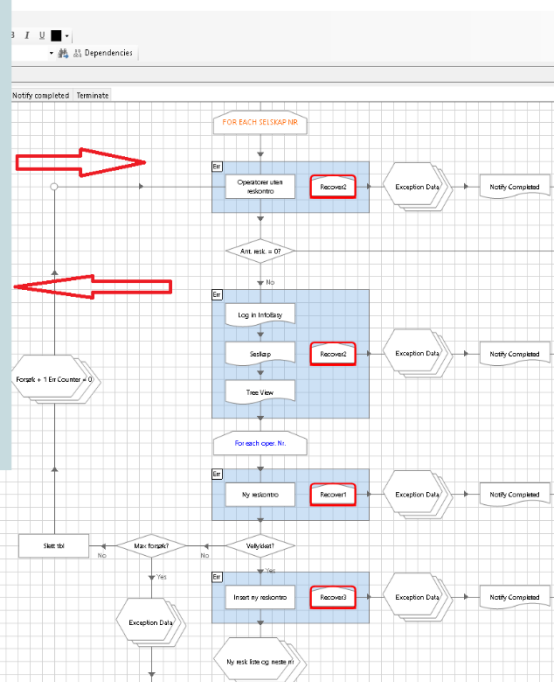 B I U
Dependencies
Notify completed Terminate
FOR EACH SELSKAP NR.
Err
Operatører uten
reskontro
Recover2
Exception Data
Notify Completed
Ant. resk. = 0?
No
Err
Log in InfoEasy
Selskap
Tree View
Recover2
Exception Data
Notify Completed
Forsøk + 1 Err Counter = 0
For each oper. Nr.
Err
Ny reskontro
Recover1
Exception Data
Notify Completed
Slett tbl
No
Max forsøk?
No
Vellykket?
Yes
Yes
Err
Insert ny reskontro
Recover3
Exception Data
Notify Completed
Exception Data
Ny resk liste og neste nr